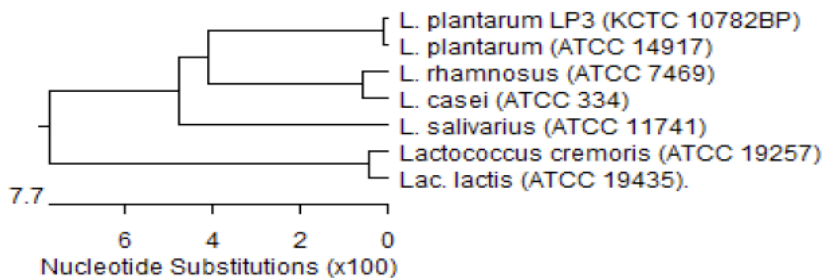 L. plantarum LP3 (KCTC 10782BP)
L. plantarum (ATCC 14917)
L. rhamnosus (ATCC 7469)
L. casei (ATCC 334)
L. salivarius (ATCC 11741)
Lactococcus cremoris (ATCC 19257)
Lac. lactis (ATCC 19435).
7.7
6 4 2 0
Nucleotide Substitutions (x100)